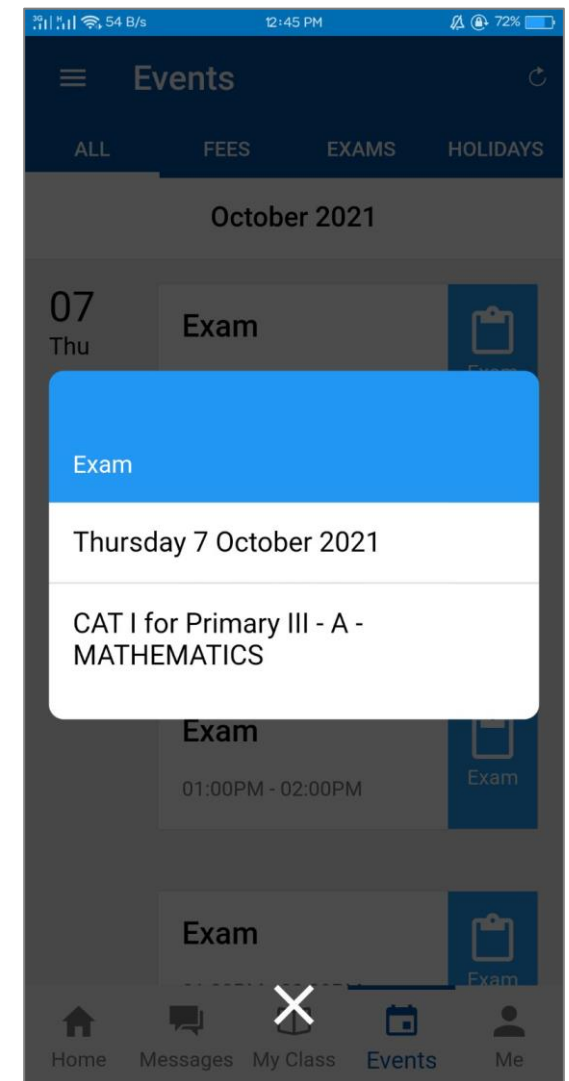 54 B/s 12:45 PM 72%
Events
ALL FEES EXAMS HOLIDAYS
October 2021
07
Thu
Exam
Exam
Exam
Thursday 7 October 2021
CAT I for Primary III - A -
MATHEMATICS
Exam
01:00PM - 02:00PM
Exam
Exam
Exam
Home Messages My Class Events Me